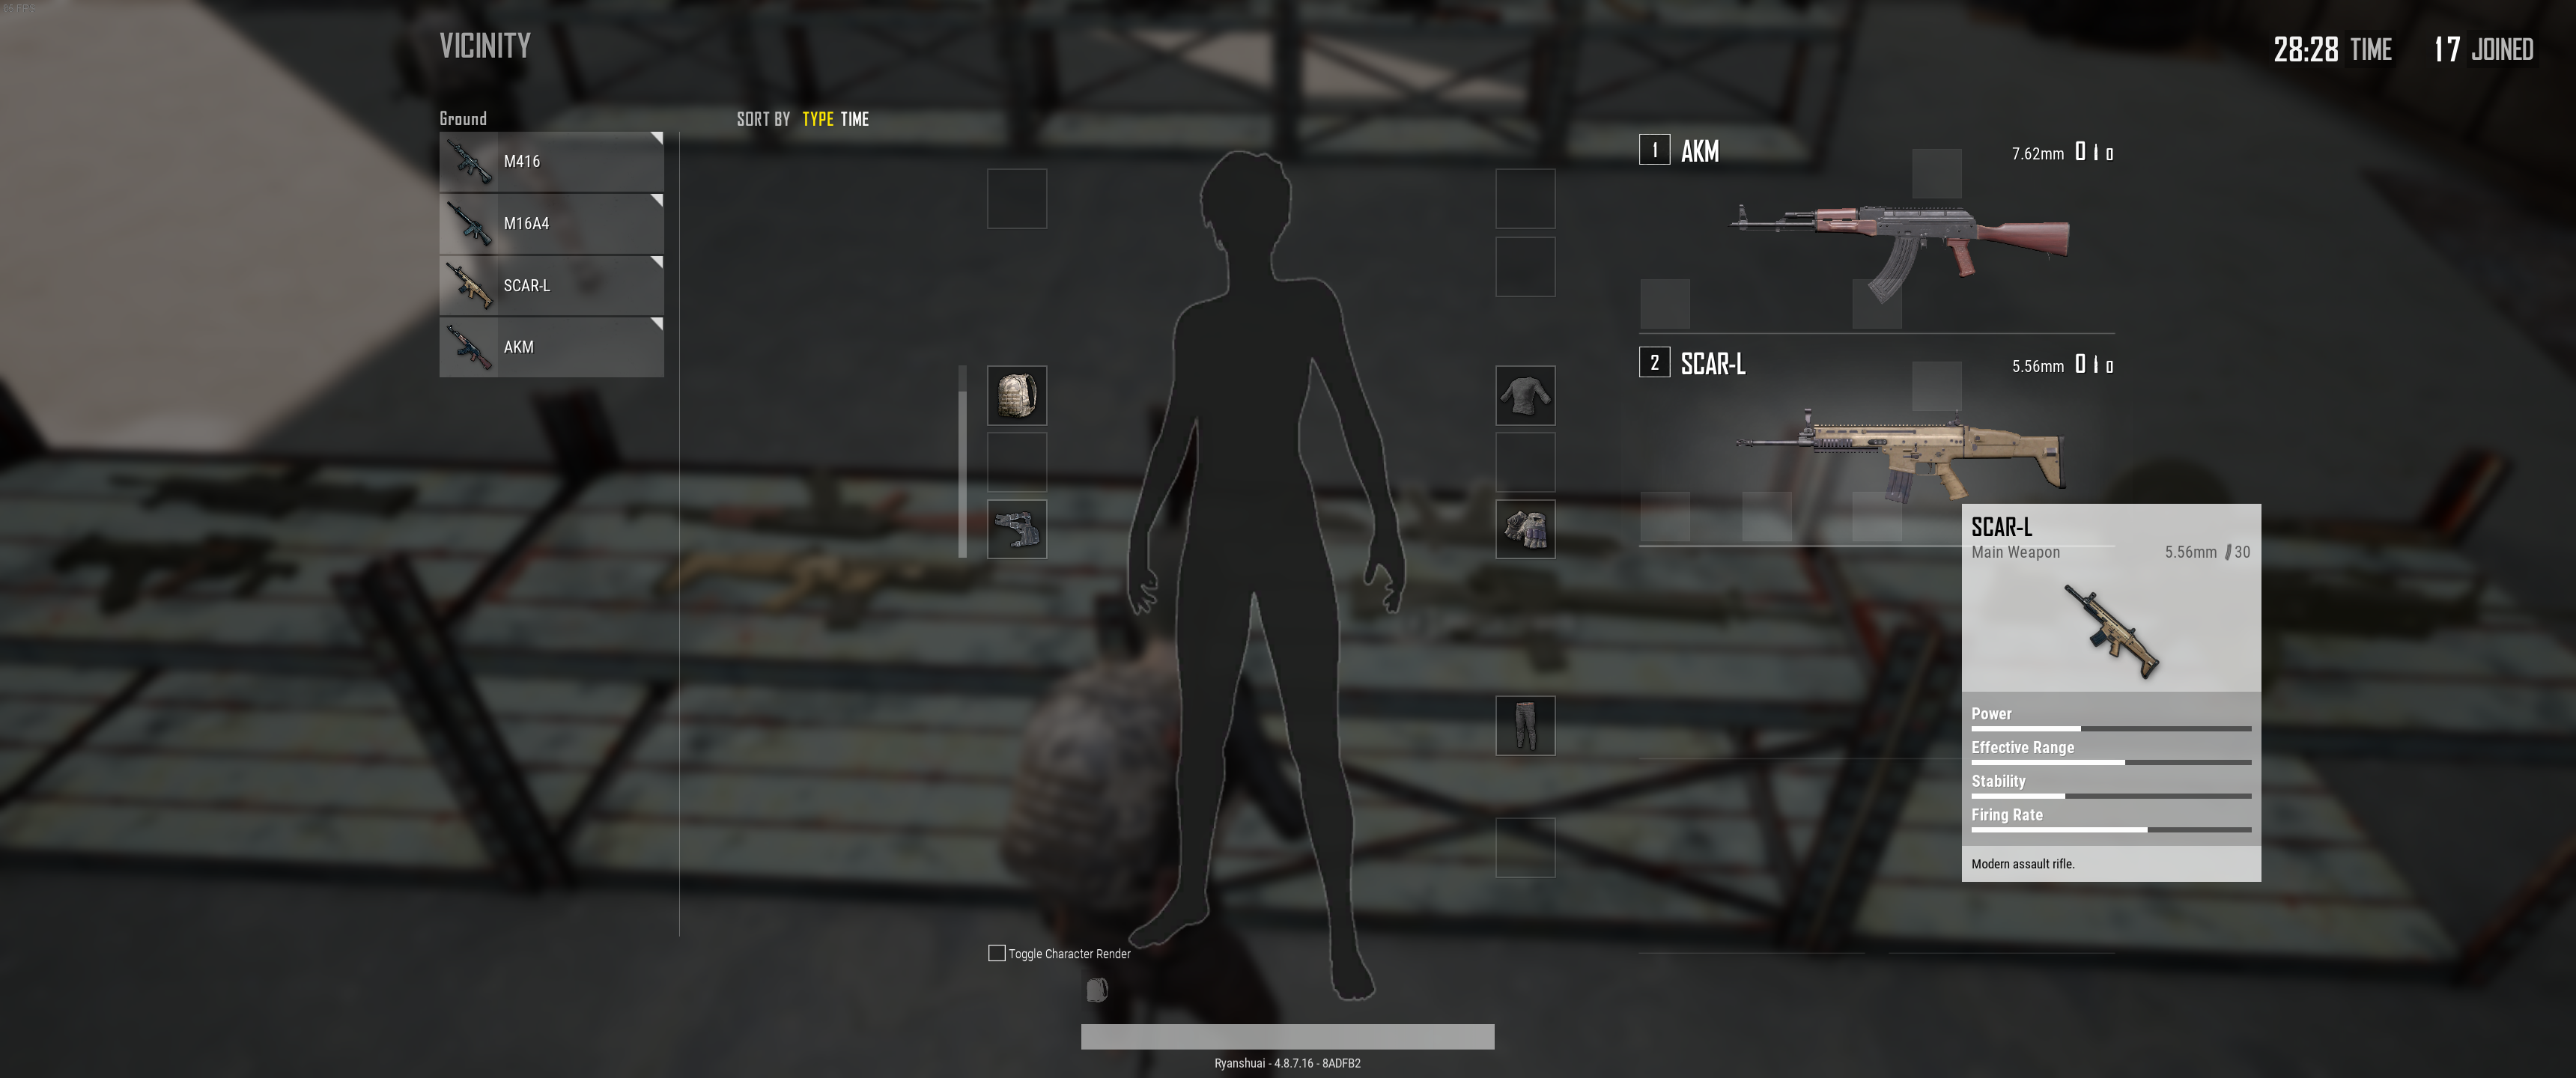 VICINITY
28:28 TIME 17 JOINED
Ground
SORT BY TYPE TIME
M416
M16A4
SCAR-L
AKM
1 AKM 7.62mm 0 0
2 SCAR-L 5.56mm 0 0
SCAR-L
Main Weapon 5.56mm 30
Power
Effective Range
Stability
Firing Rate
Modern assault rifle.
Toggle Character Render
Ryanshuai - 4.8.7.16 - 8ADFB2